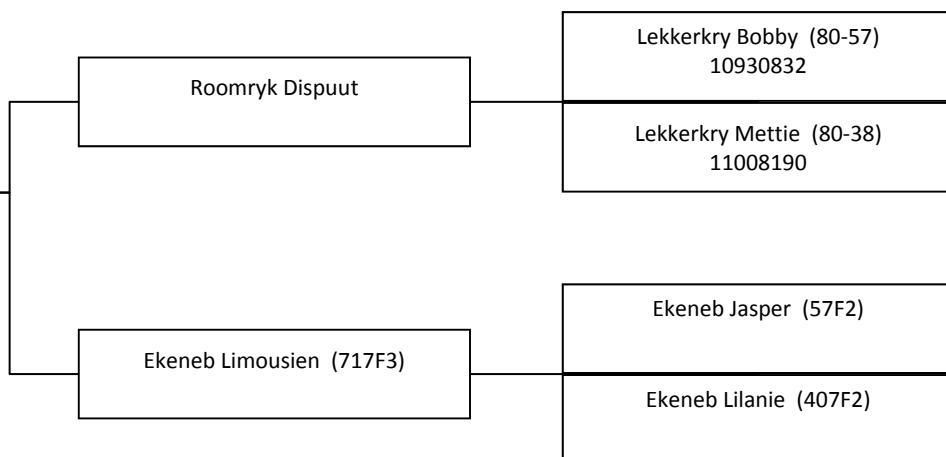 Lekkerkry Bobby (80-57)
10930832
Roomryk Dispuut
Lekkerkry Mettie (80-38)
11008190
Ekeneb Jasper (57F2)
Ekeneb Limousien (717F3)
Ekeneb Lilanie (407F2)